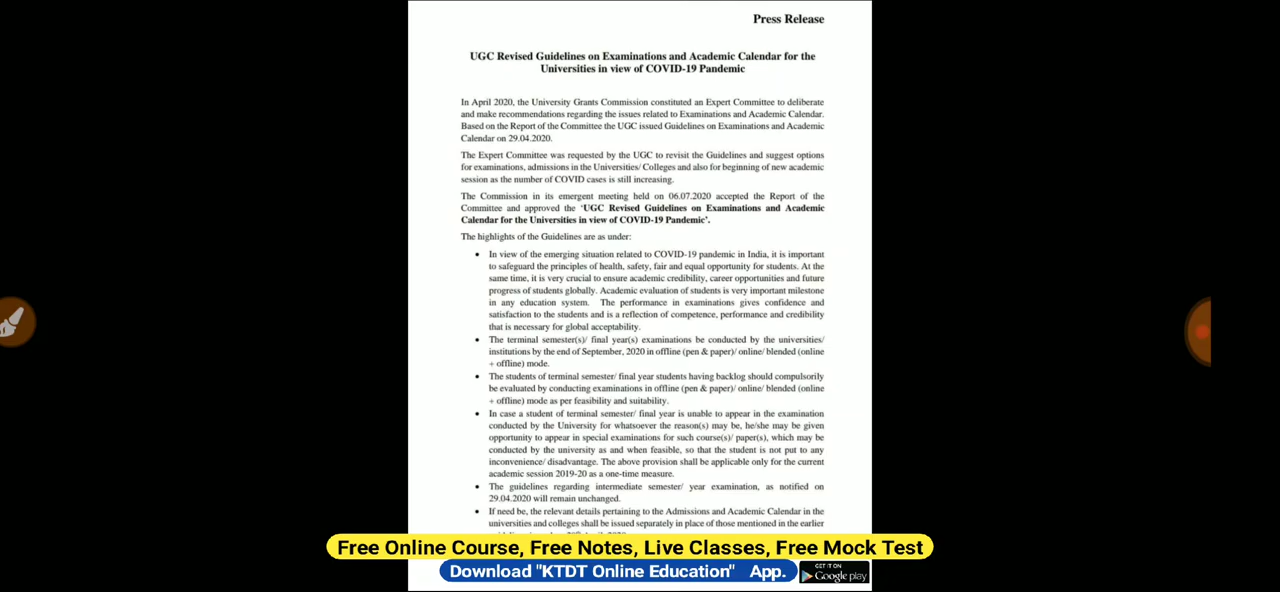 Press Release
UGC Revised Guidelines on Examinations and Academic Calendar for the
Universities in view of COVID-19 Pandemic
In April 2020, the University Grants Commission constituted an Expert Committee to deliberate
and make recommendations regarding the issues related to Examinations and Academic Calendar.
Based on the Report of the Committee the UGC issued Guidelines on Examinations and Academic
Calendar on 29.04.2020.
The Expert Committee was requested by the UGC to revisit the Guidelines and suggest options
for examinations, admissions in the Universities/ Colleges and also for beginning of new academic
session as the number of COVID cases is still increasing.
The Commission in its emergent meeting held on 06.07.2020 accepted the Report of the
Committee and approved the 'UGC Revised Guidelines on Examinations and Academic
Calendar for the Universities in view of COVID-19 Pandemic'.
The highlights of the Guidelines are as under:
• In view of the emerging situation related to COVID-19 pandemic in India, it is important
to safeguard the principles of health, safety, fair and equal opportunity for students. At the
same time, it is very crucial to ensure academic credibility, career opportunities and future
progress of students globally. Academic evaluation of students is very important milestone
in any education system. The performance in examinations gives confidence and
satisfaction to the students and is a reflection of competence, performance and credibility
that is necessary for global acceptability.
• The terminal semester(s)/ final year(s) examinations be conducted by the universities/
institutions by the end of September, 2020 in offline (pen & paper)/ online/ blended (online
+ offline) mode.
• The students of terminal semester/ final year students having backlog should compulsorily
be evaluated by conducting examinations in offline (pen & paper)/ online/ blended (online
+ offline) mode as per feasibility and suitability.
• In case a student of terminal semester/ final year is unable to appear in the examination
conducted by the University for whatsoever the reason(s) may be, he/she may be given
opportunity to appear in special examinations for such course(s)/ paper(s), which may be
conducted by the university as and when feasible, so that the student is not put to any
inconvenience/ disadvantage. The above provision shall be applicable only for the current
academic session 2019-20 as a one-time measure.
• The guidelines regarding intermediate semester/ year examination, as notified on
29.04.2020 will remain unchanged.
• If need be, the relevant details pertaining to the Admissions and Academic Calendar in the
universities and colleges shall be issued separately in place of those mentioned in the earlier
Free Online Course, Free Notes, Live Classes, Free Mock Test
Download "KTDT Online Education" App.
GET IT ON
Google play